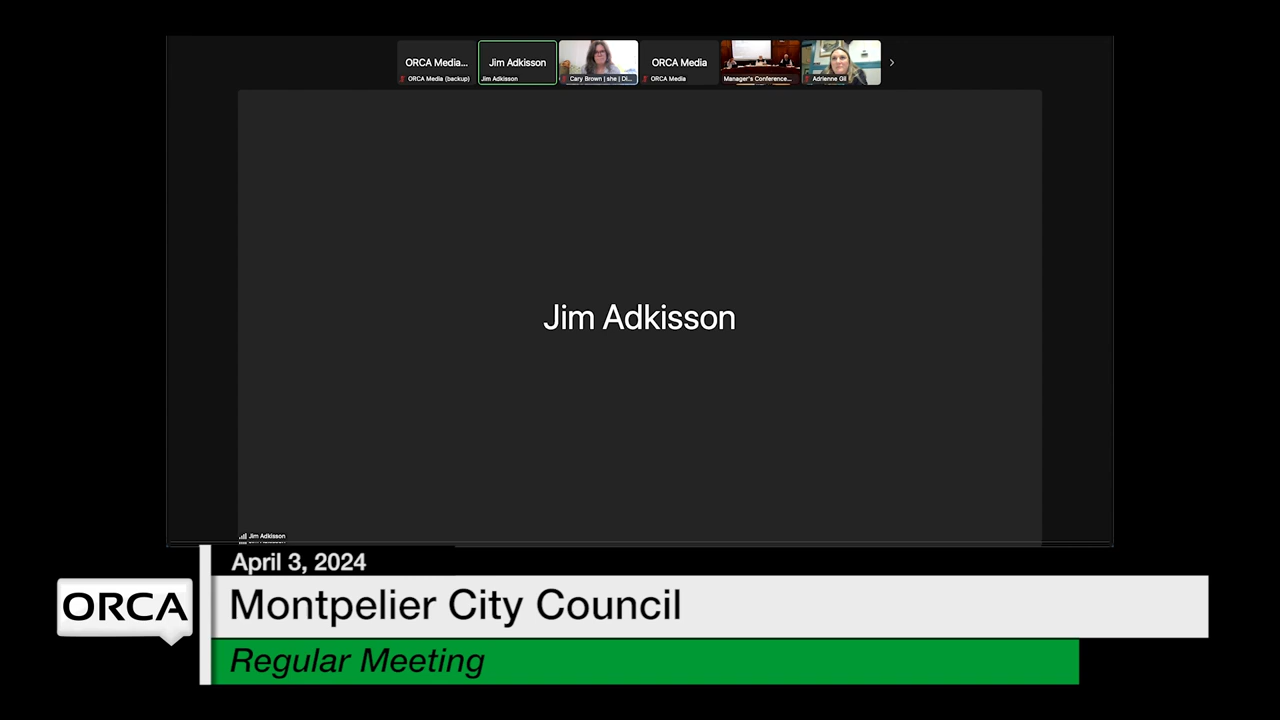 ORCA Media... Jim Adkisson ORCA Media
ORCA Media (backup) Jim Adkisson Cary Brown | she | Di... ORCA Media Manager's Conference... Adrienne Gil
Jim Adkisson
Jim Adkisson
April 3, 2024
ORCA
Montpelier City Council
Regular Meeting